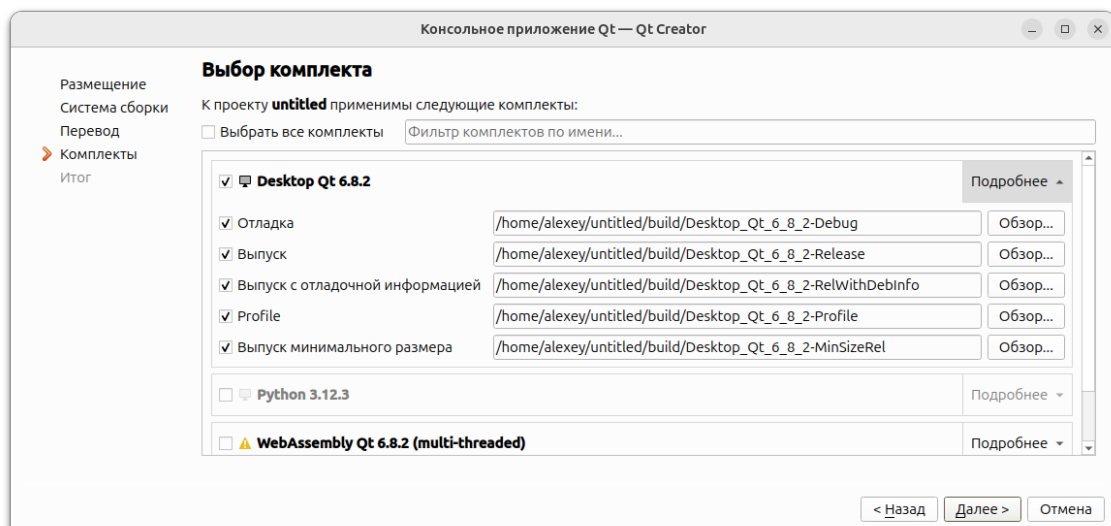 Консольное приложение Qt — Qt Creator
Размещение
Система сборки
Перевод
Комплекты
Итог
Выбор комплекта
К проекту untitled применимы следующие комплекты:
Выбрать все комплекты Фильтр комплектов по имени...
Desktop Qt 6.8.2 Подробнее
Отладка /home/alexey/untitled/build/Desktop_Qt_6_8_2-Debug Обзор...
Выпуск /home/alexey/untitled/build/Desktop_Qt_6_8_2-Release Обзор...
Выпуск с отладочной информацией /home/alexey/untitled/build/Desktop_Qt_6_8_2-RelWithDebInfo Обзор...
Profile /home/alexey/untitled/build/Desktop_Qt_6_8_2-Profile Обзор...
Выпуск минимального размера /home/alexey/untitled/build/Desktop_Qt_6_8_2-MinSizeRel Обзор...
Python 3.12.3 Подробнее
WebAssembly Qt 6.8.2 (multi-threaded) Подробнее
< Назад Далее > Отмена